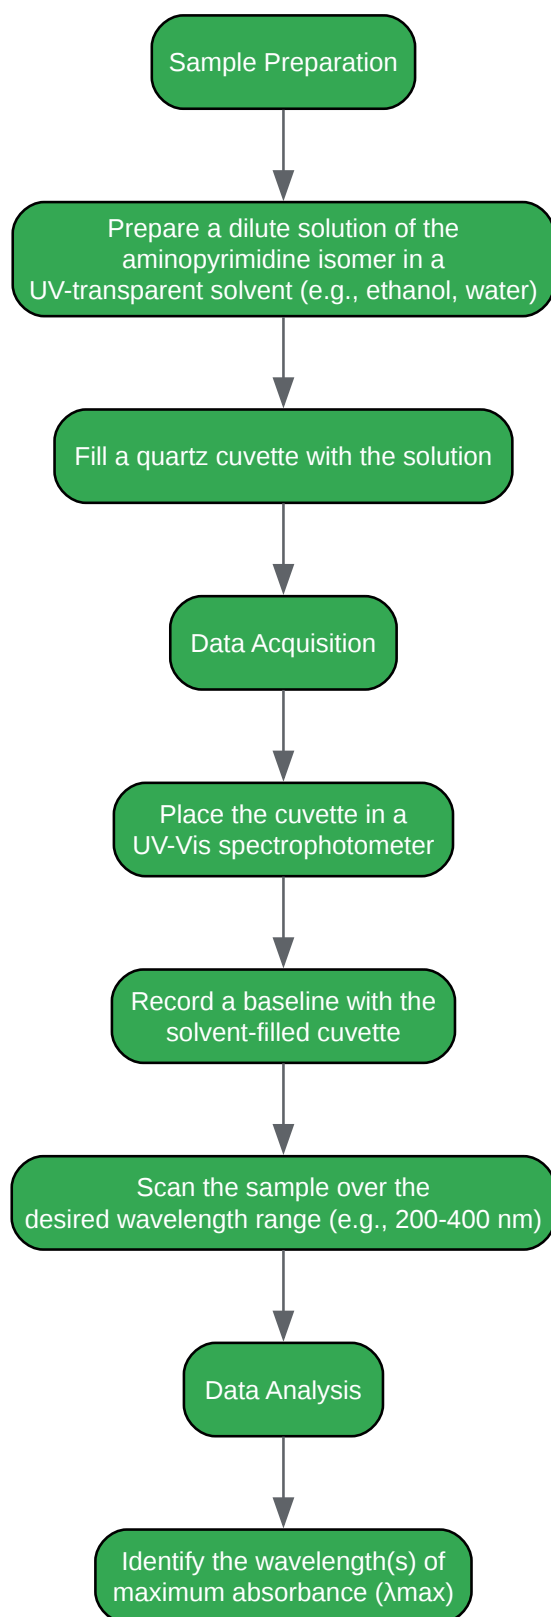 Sample Preparation
Prepare a dilute solution of the
aminopyrimidine isomer in a
UV-transparent solvent (e.g., ethanol, water)
Fill a quartz cuvette with the solution
Data Acquisition
Place the cuvette in a
UV-Vis spectrophotometer
Record a baseline with the
solvent-filled cuvette
Scan the sample over the
desired wavelength range (e.g., 200-400 nm)
Data Analysis
Identify the wavelength(s) of
maximum absorbance (λmax)